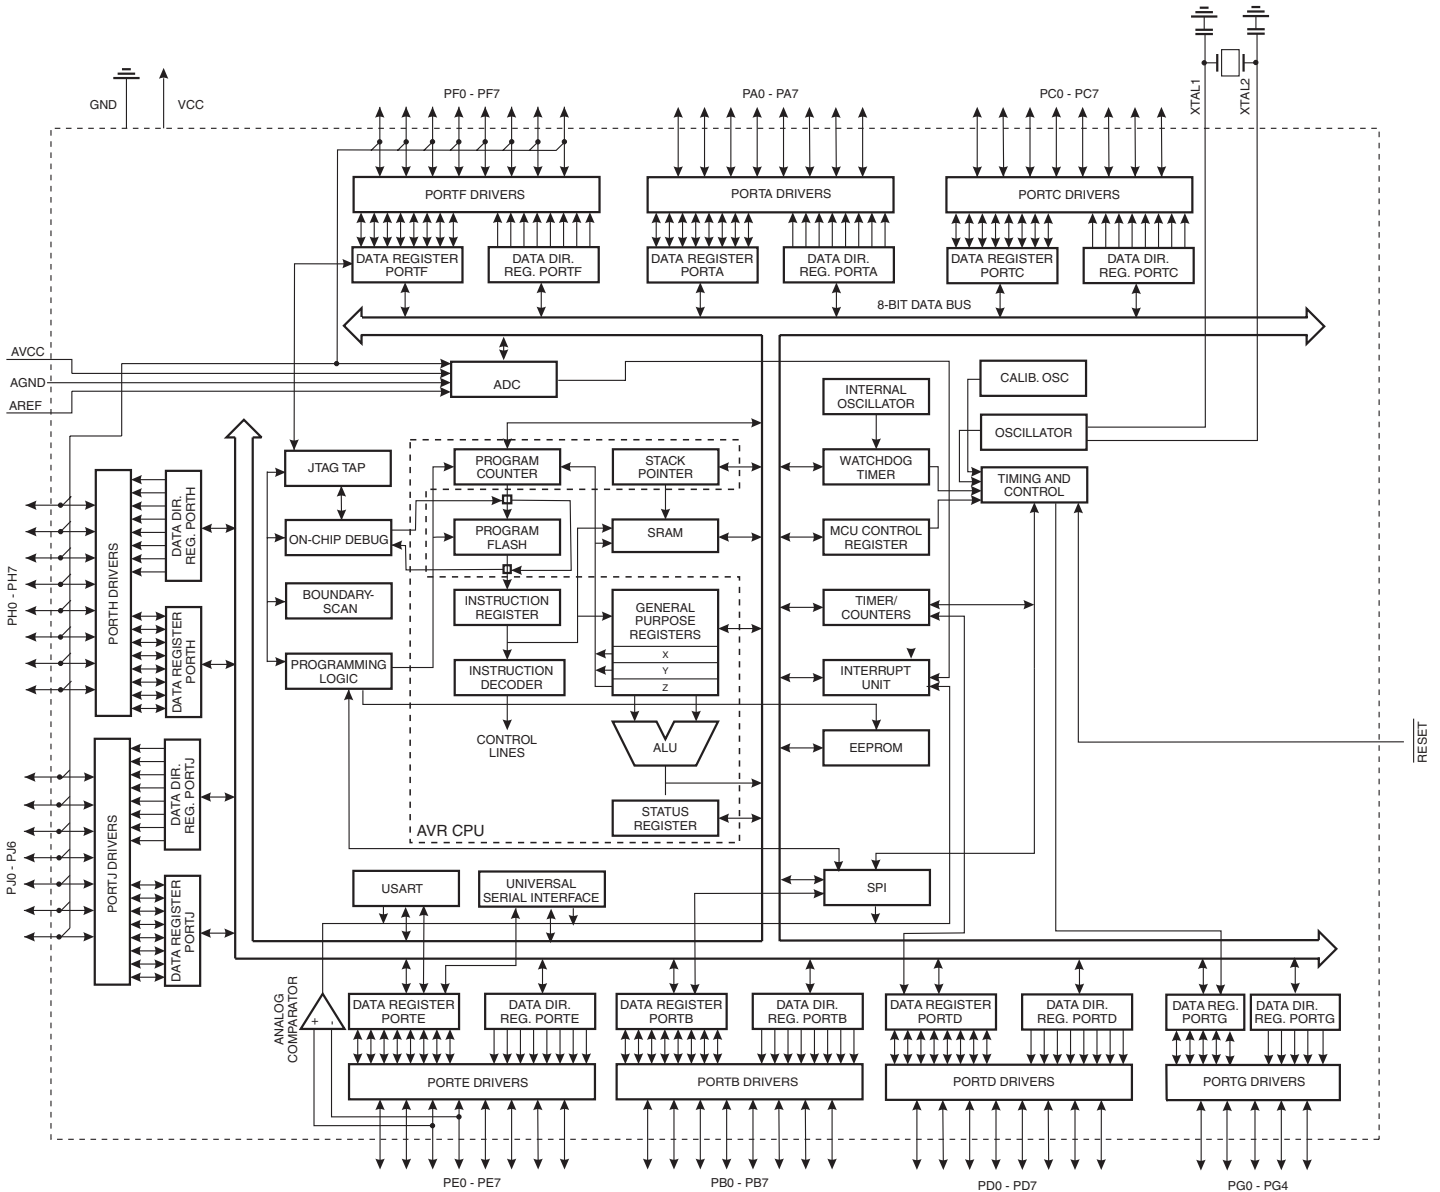 XTAL1
XTAL2
GND
VCC
PF0 - PF7
PA0 - PA7
PC0 - PC7
PORTF DRIVERS
PORTA DRIVERS
PORTC DRIVERS
DATA REGISTER
PORTF
DATA DIR.
REG. PORTF
DATA REGISTER
PORTA
DATA DIR.
REG. PORTA
DATA REGISTER
PORTC
DATA DIR.
REG. PORTC
8-BIT DATA BUS
AVCC
AGND
AREF
ADC
CALIB. OSC
INTERNAL
OSCILLATOR
OSCILLATOR
JTAG TAP
PROGRAM
COUNTER
STACK
POINTER
WATCHDOG
TIMER
TIMING AND
CONTROL
ON-CHIP DEBUG
PROGRAM
FLASH
SRAM
MCU CONTROL
REGISTER
BOUNDARY-
SCAN
INSTRUCTION
REGISTER
GENERAL
PURPOSE
REGISTERS
X
Y
Z
TIMER/
COUNTERS
PROGRAMMING
LOGIC
INSTRUCTION
DECODER
INTERRUPT
UNIT
CONTROL
LINES
ALU
EEPROM
STATUS
REGISTER
AVR CPU
RESET
PH0 - PH7
PORTH DRIVERS
DATA DIR.
REG. PORTH
DATA REGISTER
PORTH
PJ0 - PJ6
PORTJ DRIVERS
DATA DIR.
REG. PORTJ
DATA REGISTER
PORTJ
USART
UNIVERSAL
SERIAL INTERFACE
SPI
ANALOG
COMPARATOR
+
-
DATA REGISTER
PORTE
DATA DIR.
REG. PORTE
DATA REGISTER
PORTB
DATA DIR.
REG. PORTB
DATA REGISTER
PORTD
DATA DIR.
REG. PORTD
DATA REG.
PORTG
DATA DIR.
REG. PORTG
PORTE DRIVERS
PORTB DRIVERS
PORTD DRIVERS
PORTG DRIVERS
PE0 - PE7
PB0 - PB7
PD0 - PD7
PG0 - PG4